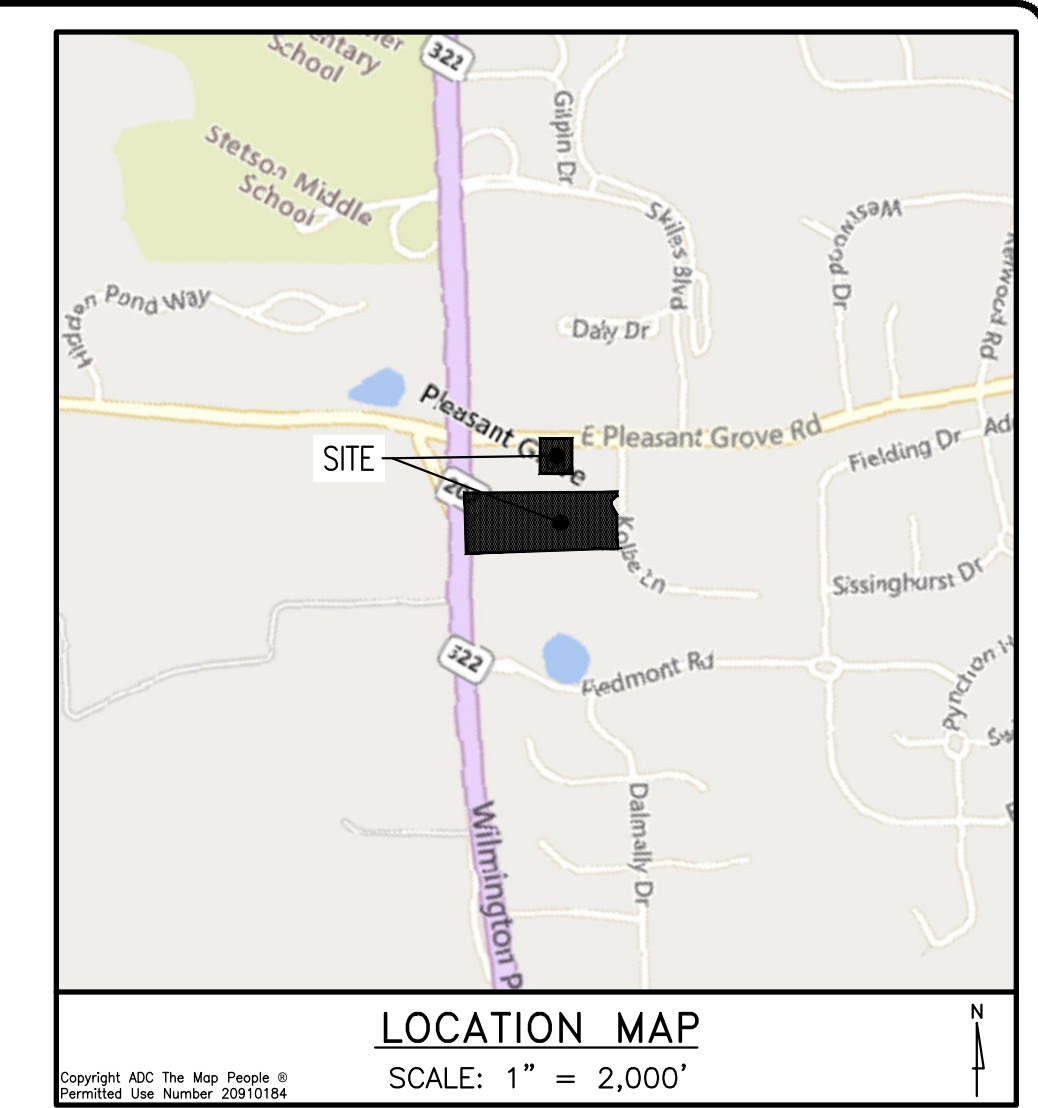 322
ntary
School
Gilpin Dr
Stetson Middle
School
Skiles Blvd
Westwood Dr
Pond Way
Daly Dr
Pleasant Grove
E Pleasant Grove Rd
Fielding Dr
SITE
Kolbe Ln
Sissinghurst Dr
322
Piedmont Rd
Dalmally Dr
Wilmington P
LOCATION MAP
SCALE: 1” = 2,000’
N
Copyright ADC The Map People ®
Permitted Use Number 20910184